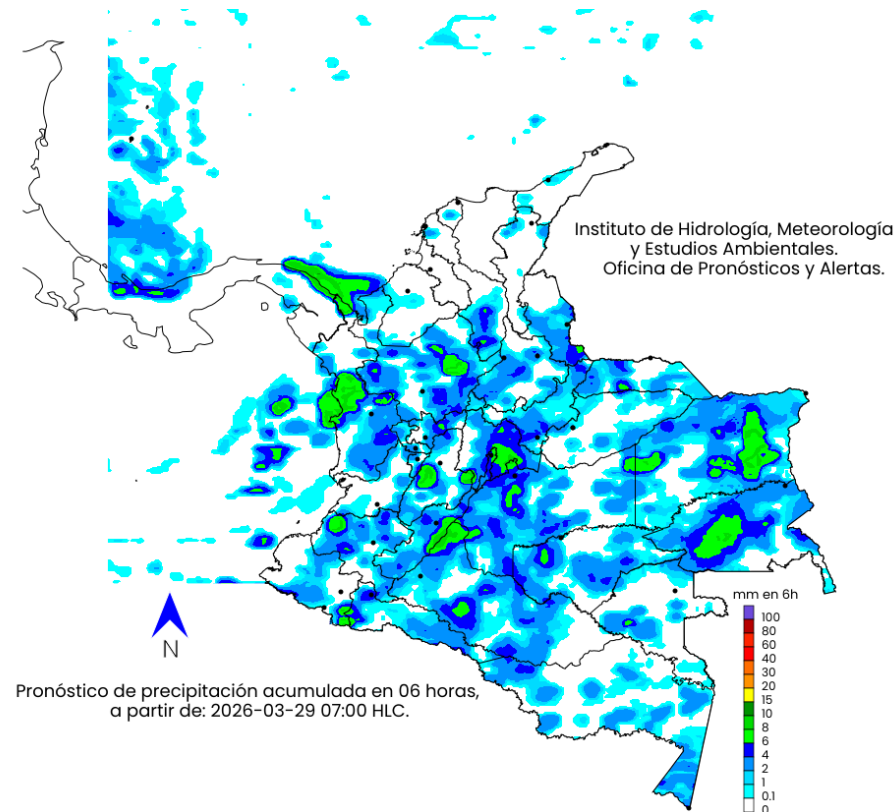 Instituto de Hidrología, Meteorología
y Estudios Ambientales.
Oficina de Pronósticos y Alertas.
N
Pronóstico de precipitación acumulada en 06 horas,
a partir de: 2026-03-29 07:00 HLC.
mm en 6h
100
80
60
40
30
20
15
10
8
6
4
2
1
0.1
0